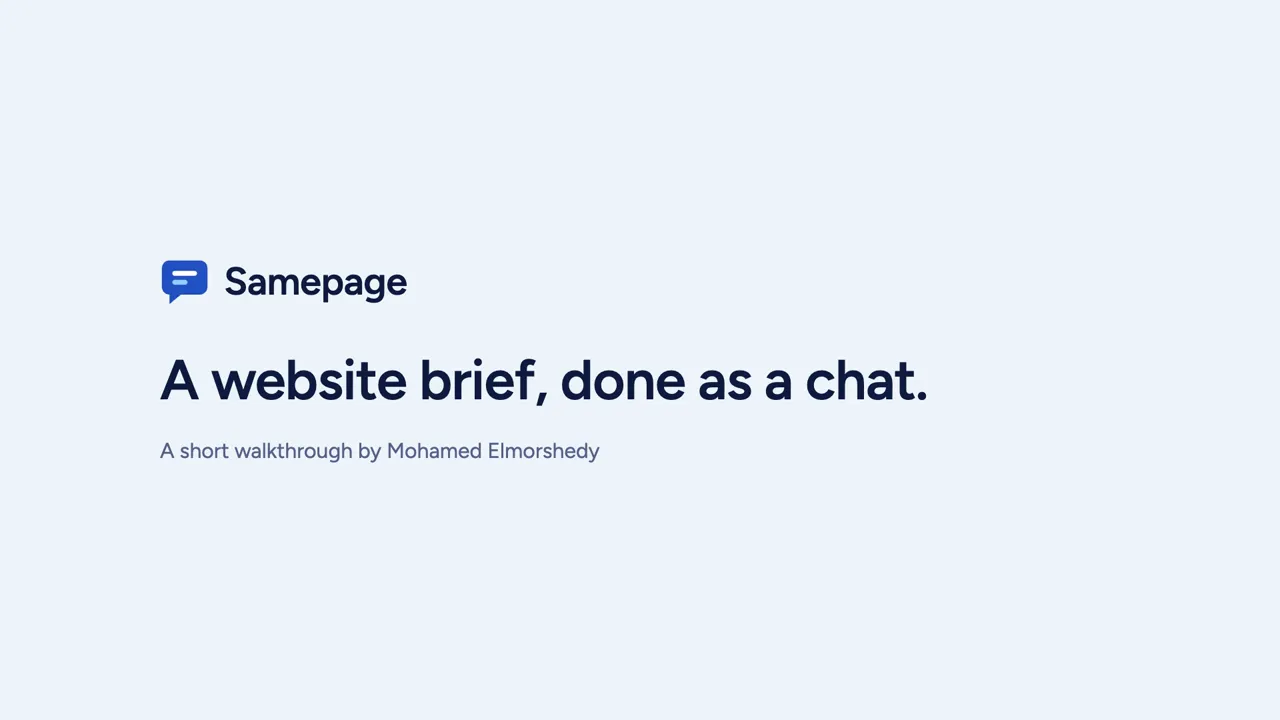 Samepage
A website brief, done as a chat.
A short walkthrough by Mohamed Elmorshedy